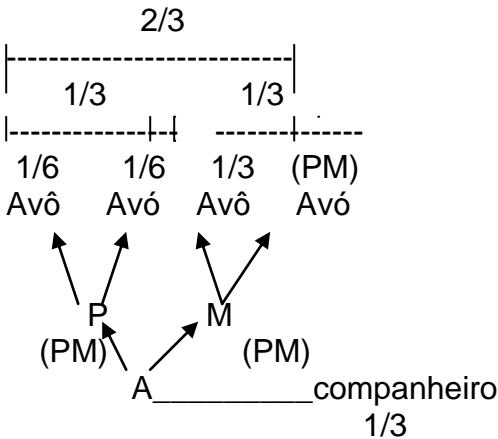 2/3
1/3 1/3
1/6 1/6 1/3 (PM)
Avô Avó Avô Avó
P M
(PM) (PM)
A__________companheiro
1/3